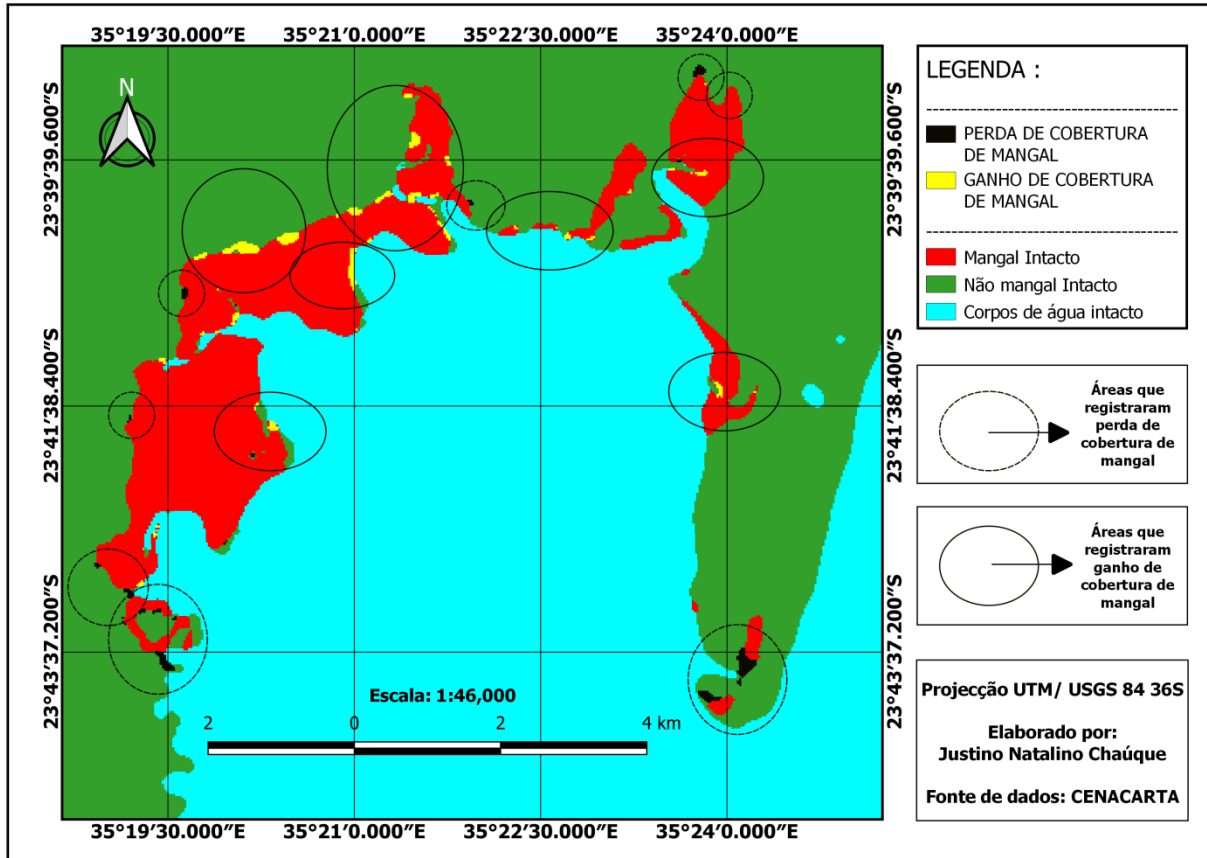 35°19′30.000″E 35°21′0.000″E 35°22′30.000″E 35°24′0.000″E
N
23°39′39.600″S
23°41′38.400″S
23°43′37.200″S
23°39′39.600″S
23°41′38.400″S
23°43′37.200″S
Escala: 1:46,000
2 0 2 4 km
35°19′30.000″E 35°21′0.000″E 35°22′30.000″E 35°24′0.000″E
LEGENDA :
PERDA DE COBERTURA
DE MANGAL
GANHO DE COBERTURA
DE MANGAL
Mangal Intacto
Não mangal Intacto
Corpos de água intacto
Áreas que
registraram
perda de
cobertura de
mangal
Áreas que
registraram
ganho de
cobertura de
mangal
Projecção UTM/ USGS 84 36S
Elaborado por:
Justino Natalino Chaúque
Fonte de dados: CENACARTA